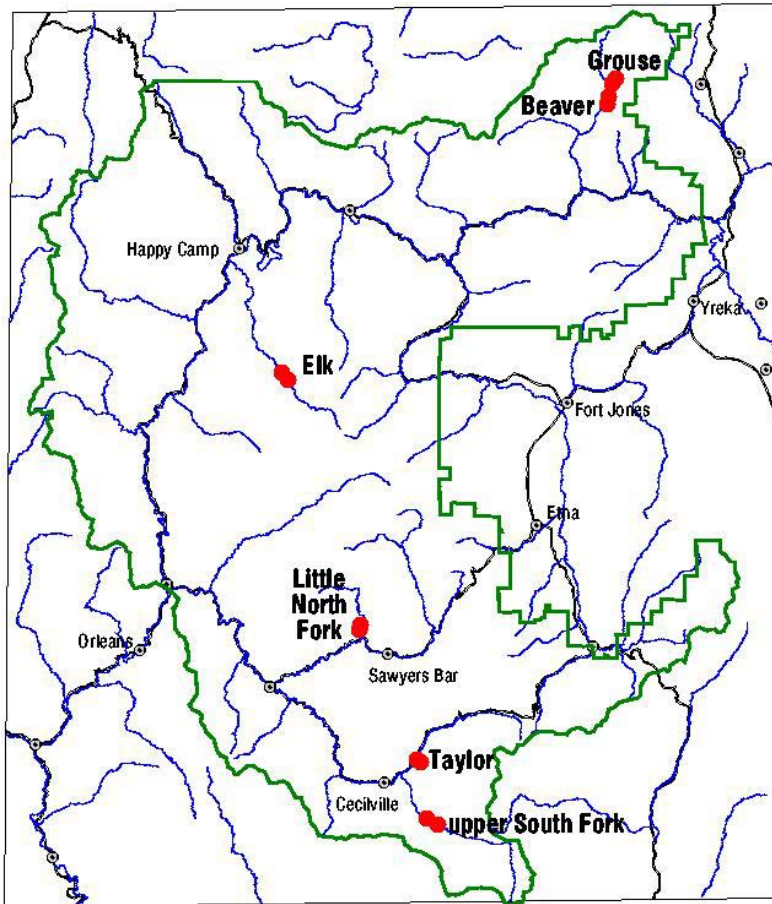 Grouse
Beaver
Happy Camp
Yreka
Elk
Fort Jones
Etna
Little
North
Fork
Orleans
Sawyers Bar
Taylor
Cecilville
upper South Fork